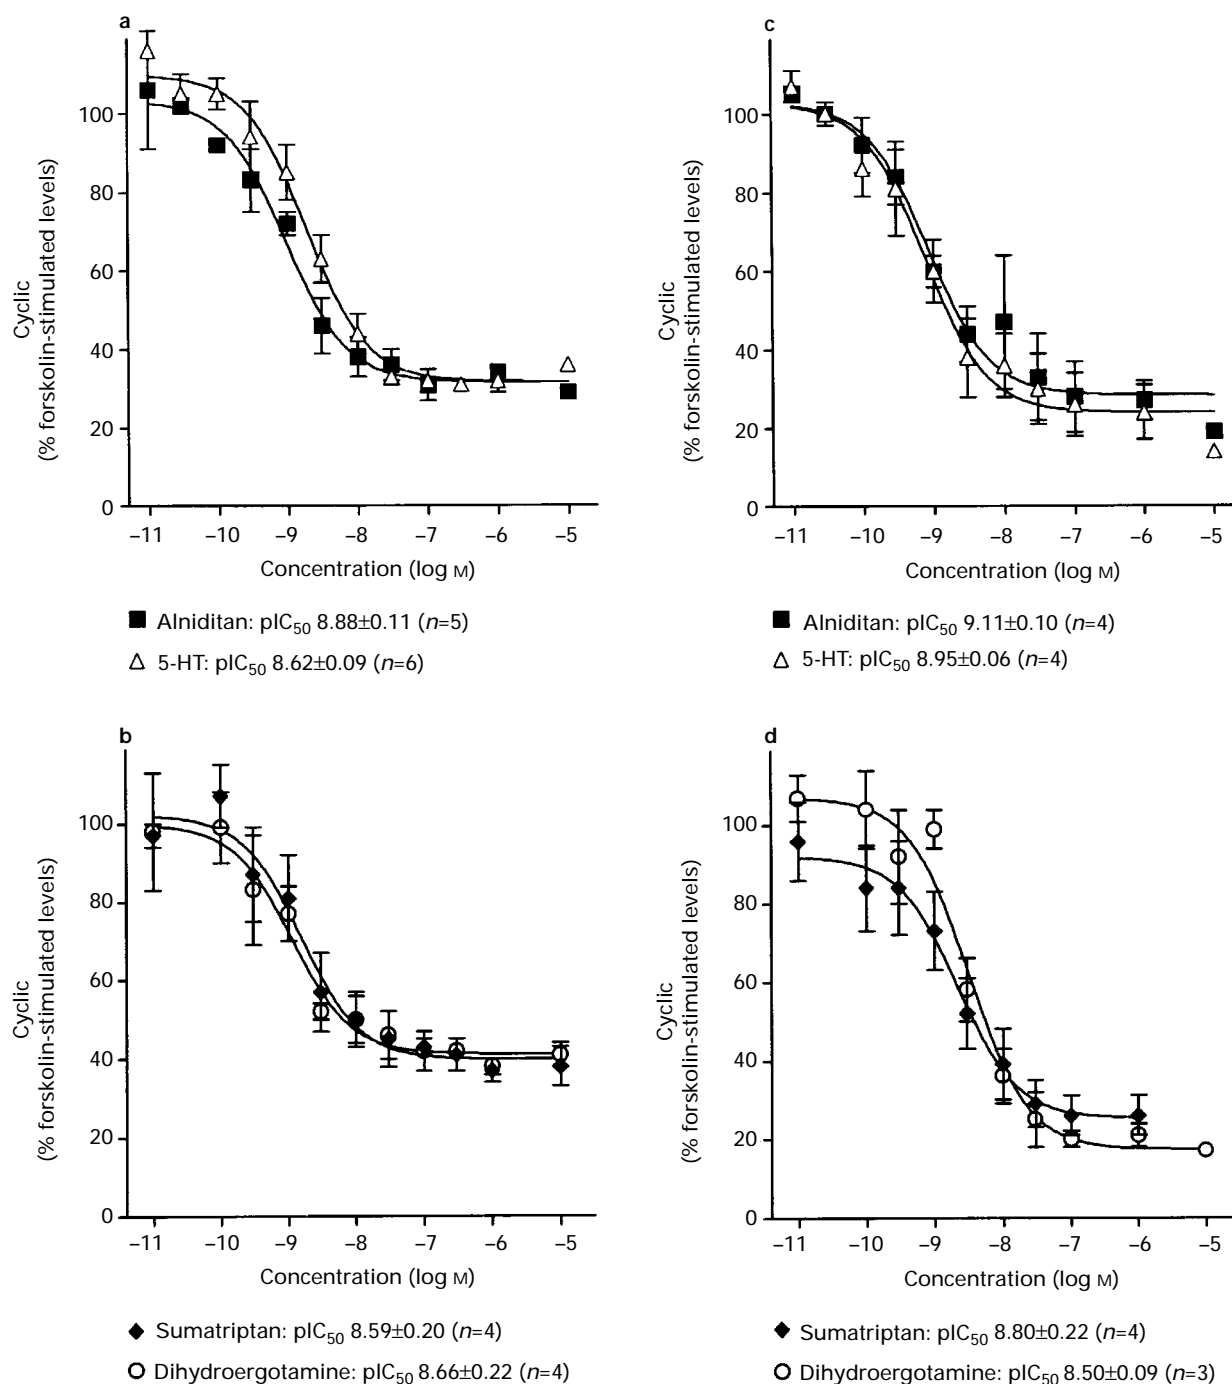 a
Cyclic
(% forskolin-stimulated levels)
100
80
60
40
20
0
–11 –10 –9 –8 –7 –6 –5
Concentration (log M)
Alniditan: pIC50 8.88±0.11 (n=5)
5-HT: pIC50 8.62±0.09 (n=6)
c
Cyclic
(% forskolin-stimulated levels)
100
80
60
40
20
0
–11 –10 –9 –8 –7 –6 –5
Concentration (log M)
Alniditan: pIC50 9.11±0.10 (n=4)
5-HT: pIC50 8.95±0.06 (n=4)
b
Cyclic
(% forskolin-stimulated levels)
100
80
60
40
20
0
–11 –10 –9 –8 –7 –6 –5
Concentration (log M)
Sumatriptan: pIC50 8.59±0.20 (n=4)
Dihydroergotamine: pIC50 8.66±0.22 (n=4)
d
Cyclic
(% forskolin-stimulated levels)
100
80
60
40
20
0
–11 –10 –9 –8 –7 –6 –5
Concentration (log M)
Sumatriptan: pIC50 8.80±0.22 (n=4)
Dihydroergotamine: pIC50 8.50±0.09 (n=3)